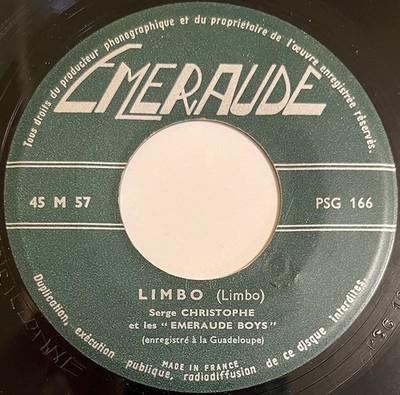 Tous droits du producteur phonographique et du propriétaire de l'œuvre enregistrée réservés.
EMERAUDE
45 M 57
PSG 166
LIMBO (Limbo)
Serge CHRISTOPHE
et les "EMERAUDE BOYS"
(enregistré à la Guadeloupe)
MADE IN FRANCE
Duplication, exécution publique, radiodiffusion de ce disque interdites.